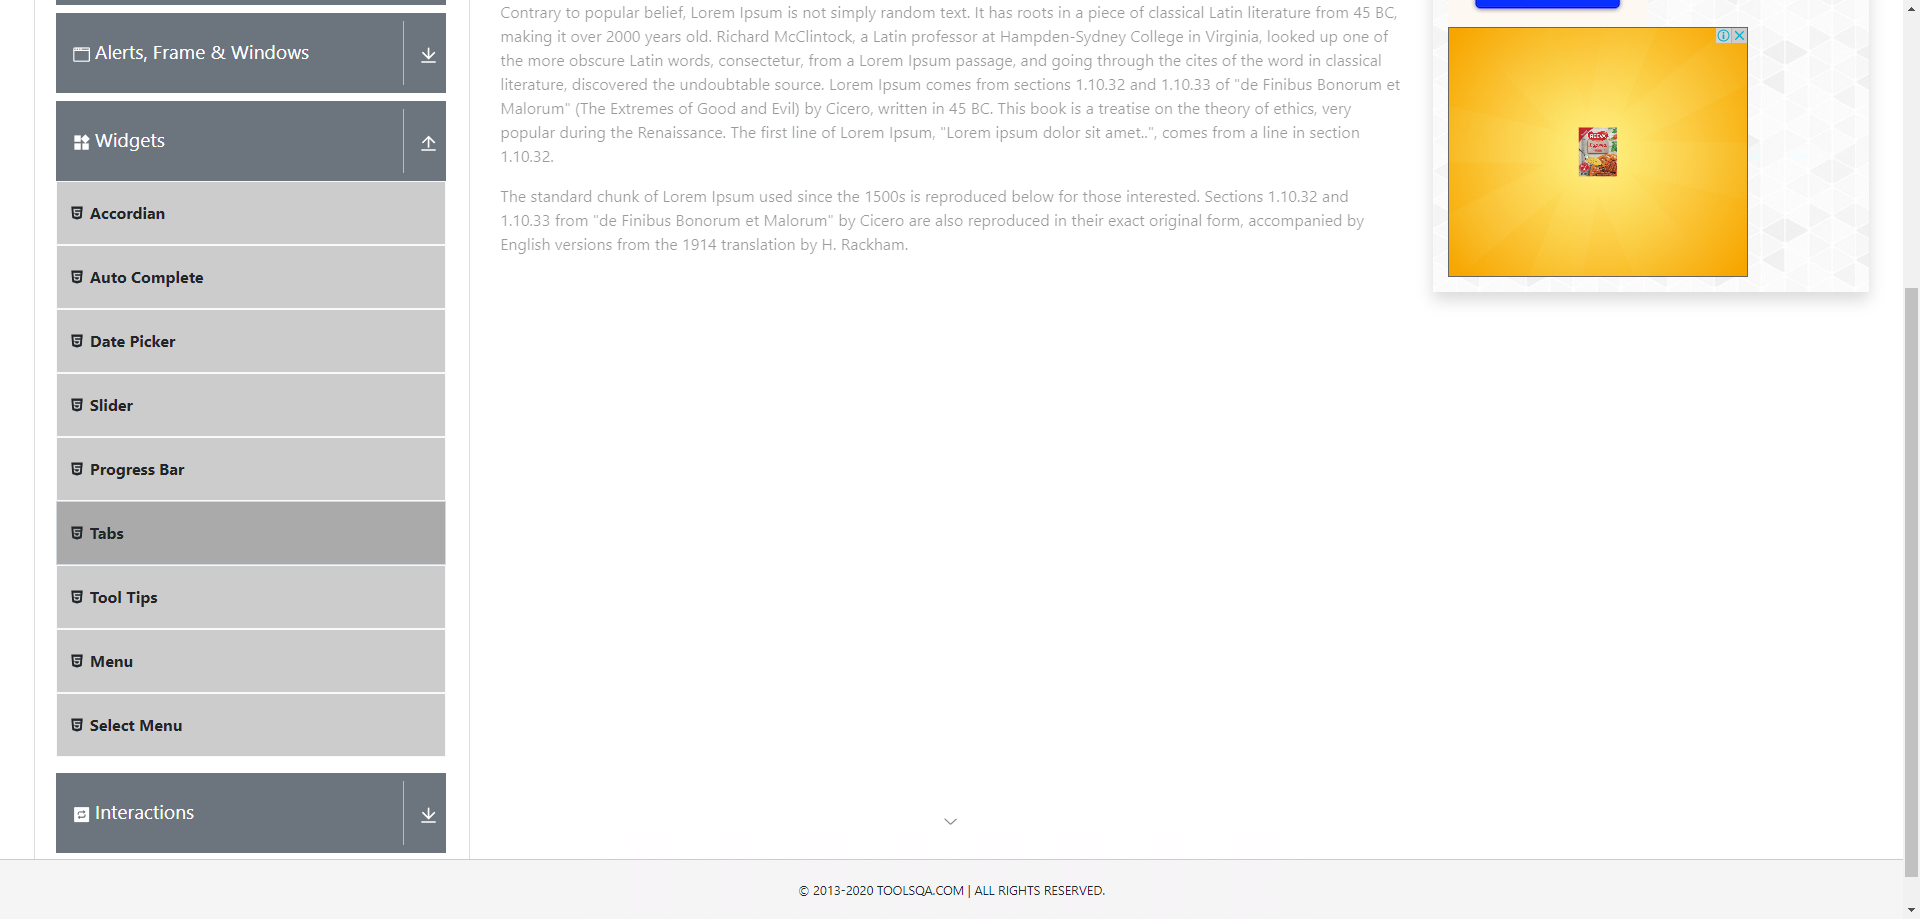 Alerts, Frame & Windows
Widgets
Accordian
Auto Complete
Date Picker
Slider
Progress Bar
Tabs
Tool Tips
Menu
Select Menu
Interactions
Contrary to popular belief, Lorem Ipsum is not simply random text. It has roots in a piece of classical Latin literature from 45 BC,
making it over 2000 years old. Richard McClintock, a Latin professor at Hampden-Sydney College in Virginia, looked up one of
the more obscure Latin words, consectetur, from a Lorem Ipsum passage, and going through the cites of the word in classical
literature, discovered the undoubtable source. Lorem Ipsum comes from sections 1.10.32 and 1.10.33 of "de Finibus Bonorum et
Malorum" (The Extremes of Good and Evil) by Cicero, written in 45 BC. This book is a treatise on the theory of ethics, very
popular during the Renaissance. The first line of Lorem Ipsum, "Lorem ipsum dolor sit amet..", comes from a line in section
1.10.32.
The standard chunk of Lorem Ipsum used since the 1500s is reproduced below for those interested. Sections 1.10.32 and
1.10.33 from "de Finibus Bonorum et Malorum" by Cicero are also reproduced in their exact original form, accompanied by
English versions from the 1914 translation by H. Rackham.
© 2013-2020 TOOLSQA.COM | ALL RIGHTS RESERVED.